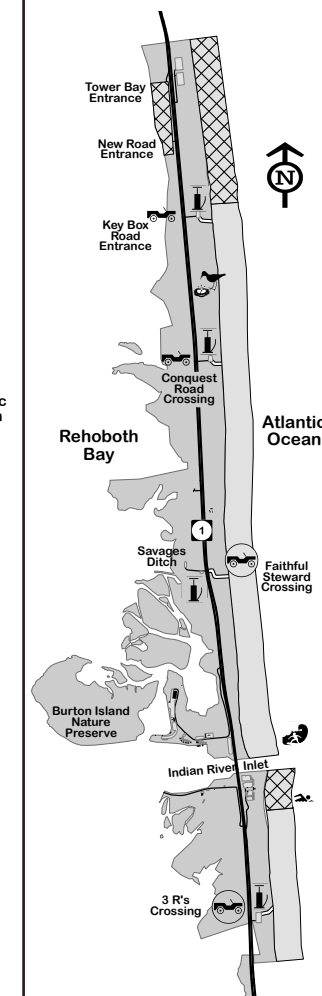 Tower Bay
Entrance
New Road
Entrance
N
Key Box
Road
Entrance
Conquest
Road
Crossing
c
Rehoboth
Bay
Atlantic
Ocean
1
Savages
Ditch
Faithful
Steward
Crossing
Burton Island
Nature
Preserve
Indian River Inlet
3 R's
Crossing